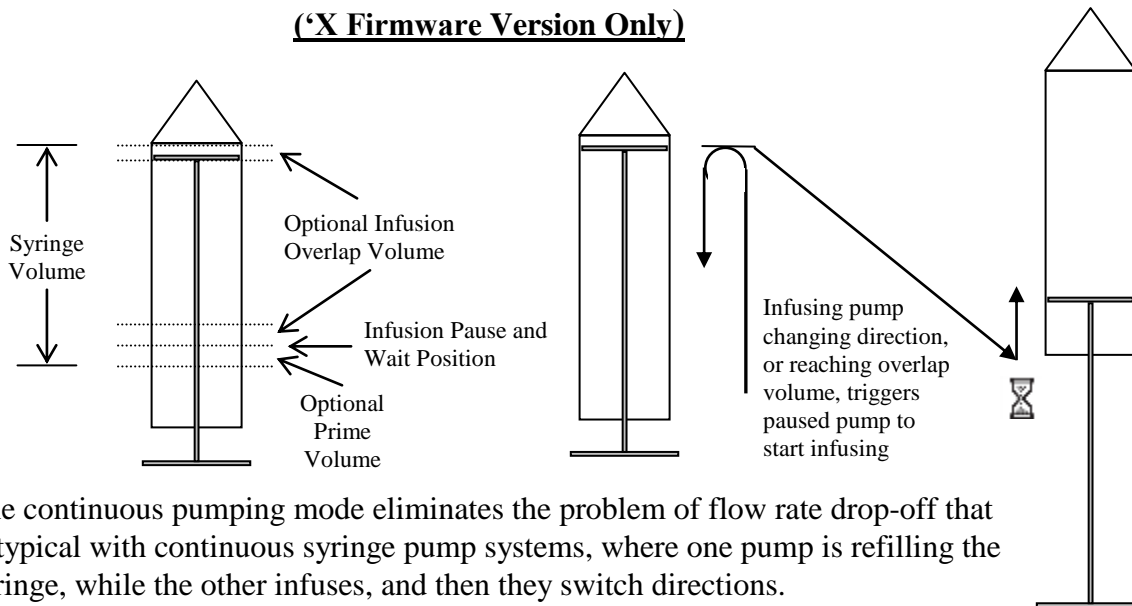 (‘X Firmware Version Only)
Syringe
Volume
Optional Infusion
Overlap Volume
Infusion Pause and
Wait Position
Optional
Prime
Volume
Infusing pump
changing direction,
or reaching overlap
volume, triggers
paused pump to
start infusing
continuous pumping mode eliminates the problem of flow rate drop-off that
typical with continuous syringe pump systems, where one pump is refilling the
while the other infuses, and then they switch directions.